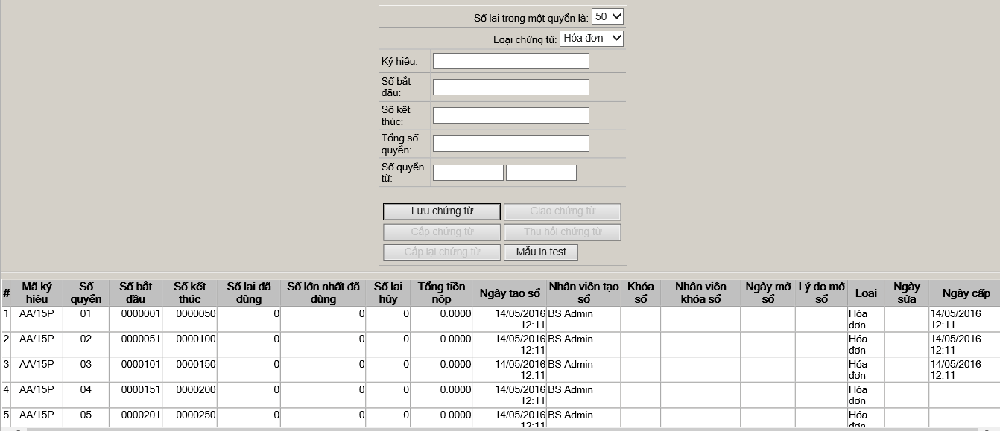 Số lai trong một quyển là: 50
Loại chứng từ: Hóa đơn
Ký hiệu:
Số bắt
đầu:
Số kết
thúc:
Tổng số
quyển:
Số quyển
từ:
Lưu chứng từ Giao chứng từ
Cấp chứng từ Thu hồi chứng từ
Cấp lại chứng từ Mẫu in test
# Mã ký hiệu Số quyển Số bắt đầu Số kết thúc Số lai đã dùng Số lớn nhất đã dùng Số lai hủy Tổng tiền nộp Ngày tạo sổ Nhân viên tạo sổ Khóa sổ Nhân viên khóa sổ Ngày mở sổ Lý do mở sổ Loại Ngày sửa Ngày cấp
1 AA/15P 01 0000001 0000050 0 0 0 0.0000 14/05/2016 12:11 BS Admin Hóa đơn 14/05/2016 12:11
2 AA/15P 02 0000051 0000100 0 0 0 0.0000 14/05/2016 12:11 BS Admin Hóa đơn 14/05/2016 12:11
3 AA/15P 03 0000101 0000150 0 0 0 0.0000 14/05/2016 12:11 BS Admin Hóa đơn 14/05/2016 12:11
4 AA/15P 04 0000151 0000200 0 0 0 0.0000 14/05/2016 12:11 BS Admin Hóa đơn
5 AA/15P 05 0000201 0000250 0 0 0 0.0000 14/05/2016 12:11 BS Admin Hóa đơn